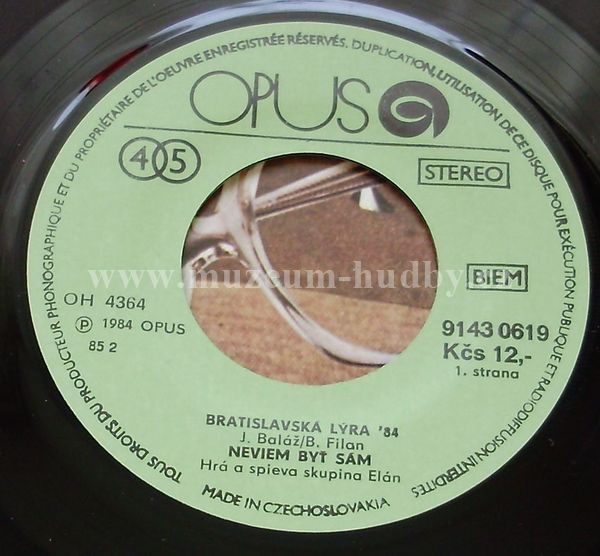 TOUS DROITS DU PRODUCTEUR PHONOGRAPHIQUE ET DU PROPRIÉTAIRE DE L'OEUVRE ENREGISTRÉE RÉSERVÉS. DUPLICATION, UTILISATION DE CE DISQUE POUR EXÉCUTION PUBLIQUE ET RADIODIFFUSION INTERDITES
OPUS
45
STEREO
www.muzeum-hudby
BIEM
OH 4364
℗ 1984 OPUS
85 2
9143 0619
Kčs 12,-
1. strana
BRATISLAVSKÁ LÝRA '84
J. Baláž/B. Filan
NEVIEM BYŤ SÁM
Hrá a spieva skupina Elán
MADE IN CZECHOSLOVAKIA